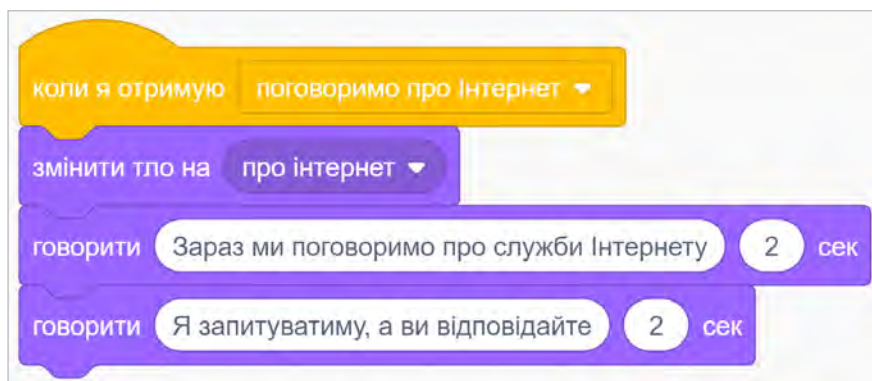 коли я отримую поговоримо про Інтернет
змінити тло на про інтернет
говорити Зараз ми поговоримо про служби Інтернету 2 сек
говорити Я запитуватиму, а ви відповідайте 2 сек